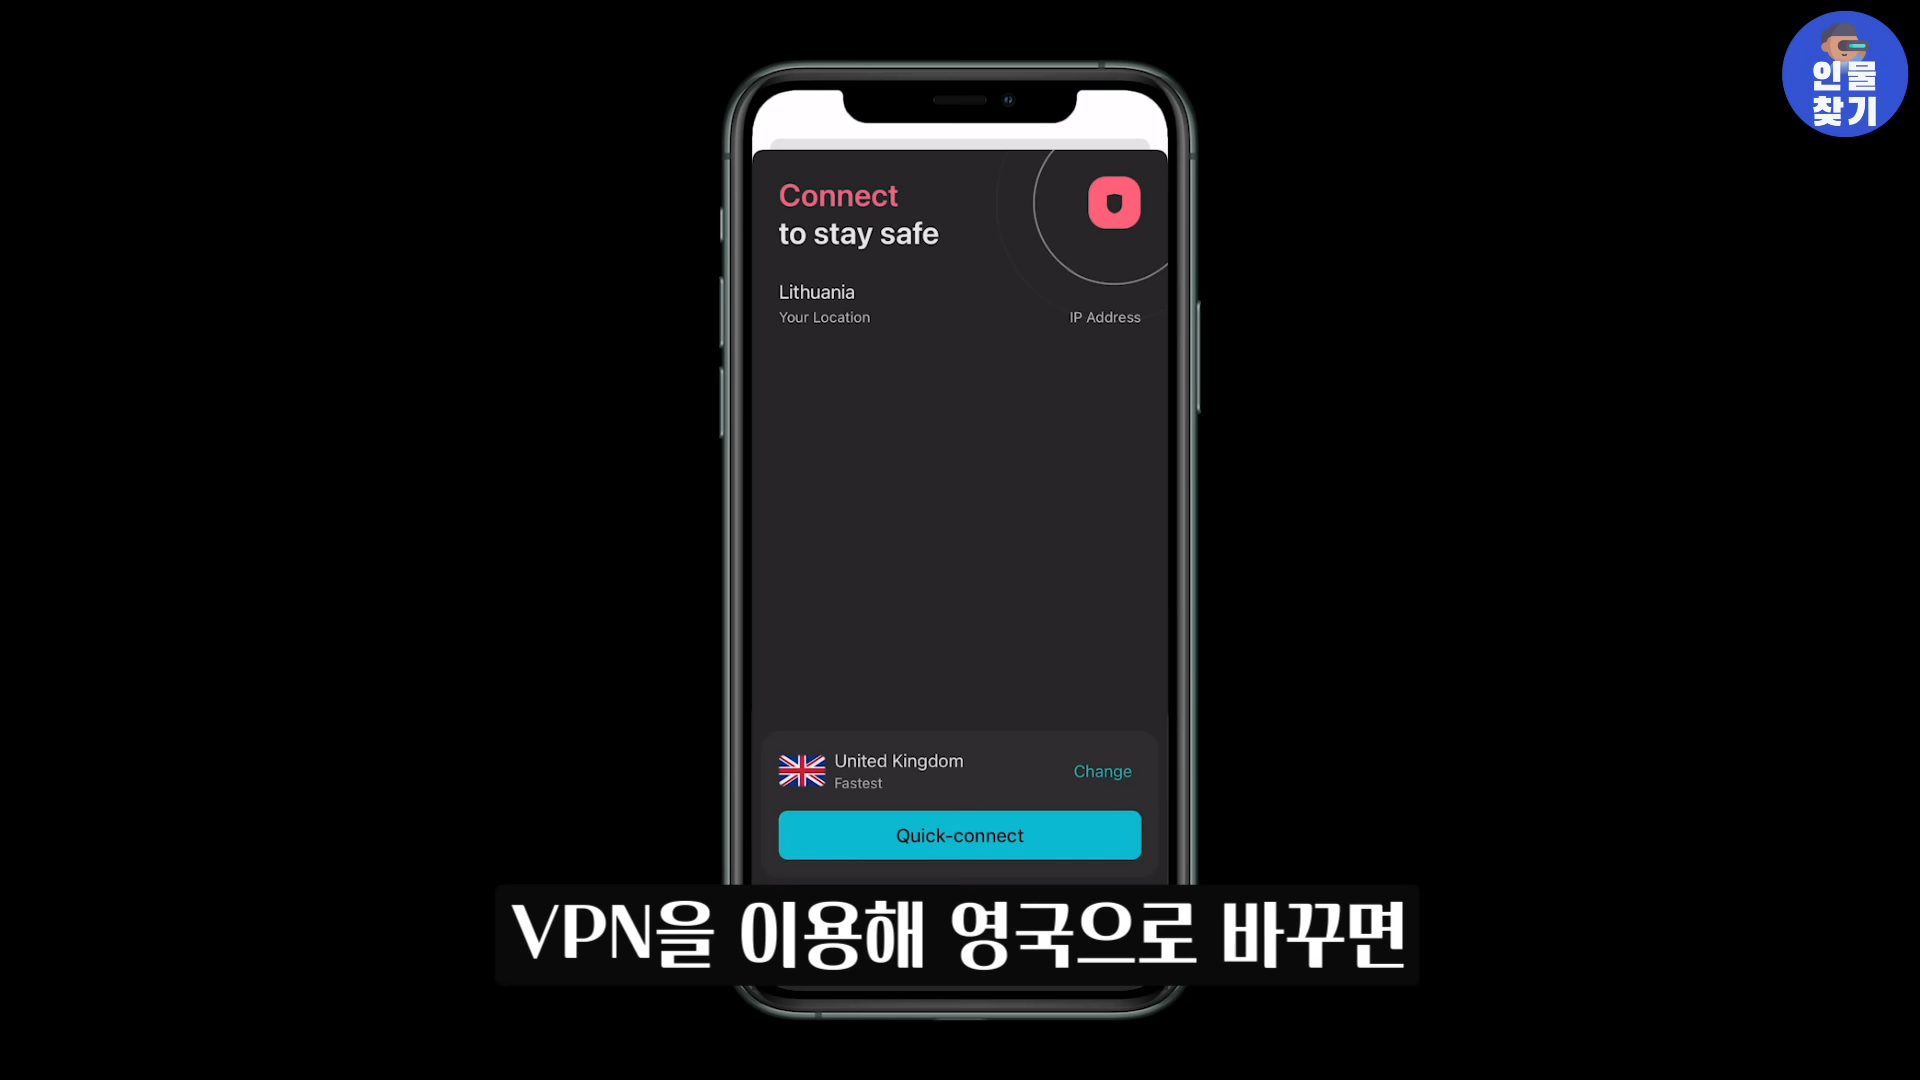 인물
찾기
Connect
to stay safe
Lithuania
Your Location
IP Address
United Kingdom
Fastest
Change
Quick-connect
VPN을 이용해 영국으로 바꾸면